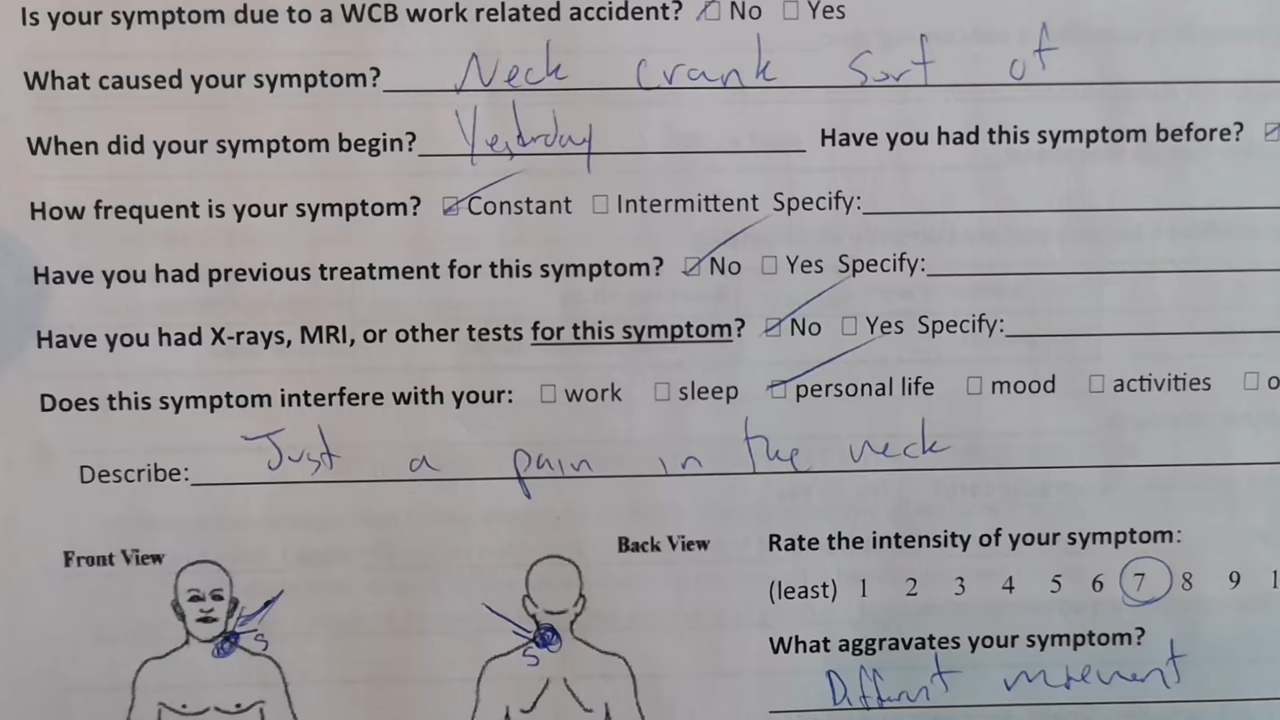 Is your symptom due to a WCB work related accident? ☑ No ☐ Yes
What caused your symptom? Neck crank sort of
When did your symptom begin? Yesterday Have you had this symptom before? ☑
How frequent is your symptom? ☑ Constant ☐ Intermittent Specify:
Have you had previous treatment for this symptom? ☑ No ☐ Yes Specify:
Have you had X-rays, MRI, or other tests for this symptom? ☑ No ☐ Yes Specify:
Does this symptom interfere with your: ☐ work ☐ sleep ☑ personal life ☐ mood ☐ activities ☐ o
Describe: Just a pain in the neck
Front View
Back View
S
S
Rate the intensity of your symptom:
(least) 1 2 3 4 5 6 7 8 9 1
What aggravates your symptom?
Different movement